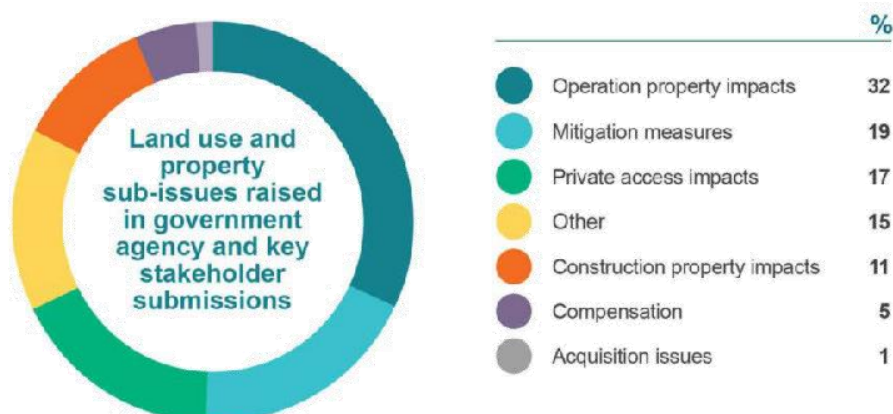 Land use and
property
sub-issues raised
in government
agency and key
stakeholder
submissions
%
Operation property impacts 32
Mitigation measures 19
Private access impacts 17
Other 15
Construction property impacts 11
Compensation 5
Acquisition issues 1